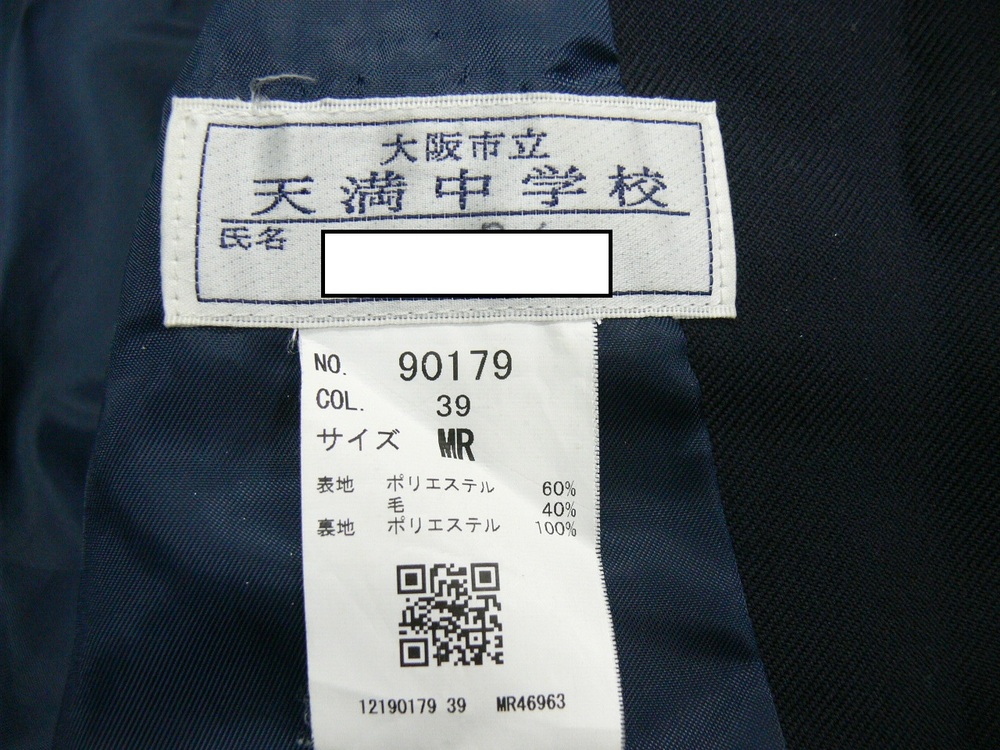 大阪市立
天満中学校
氏名
NO. 90179
COL. 39
サイズ MR
表地 ポリエステル 60%
毛 40%
裏地 ポリエステル 100%
12190179 39 MR46963